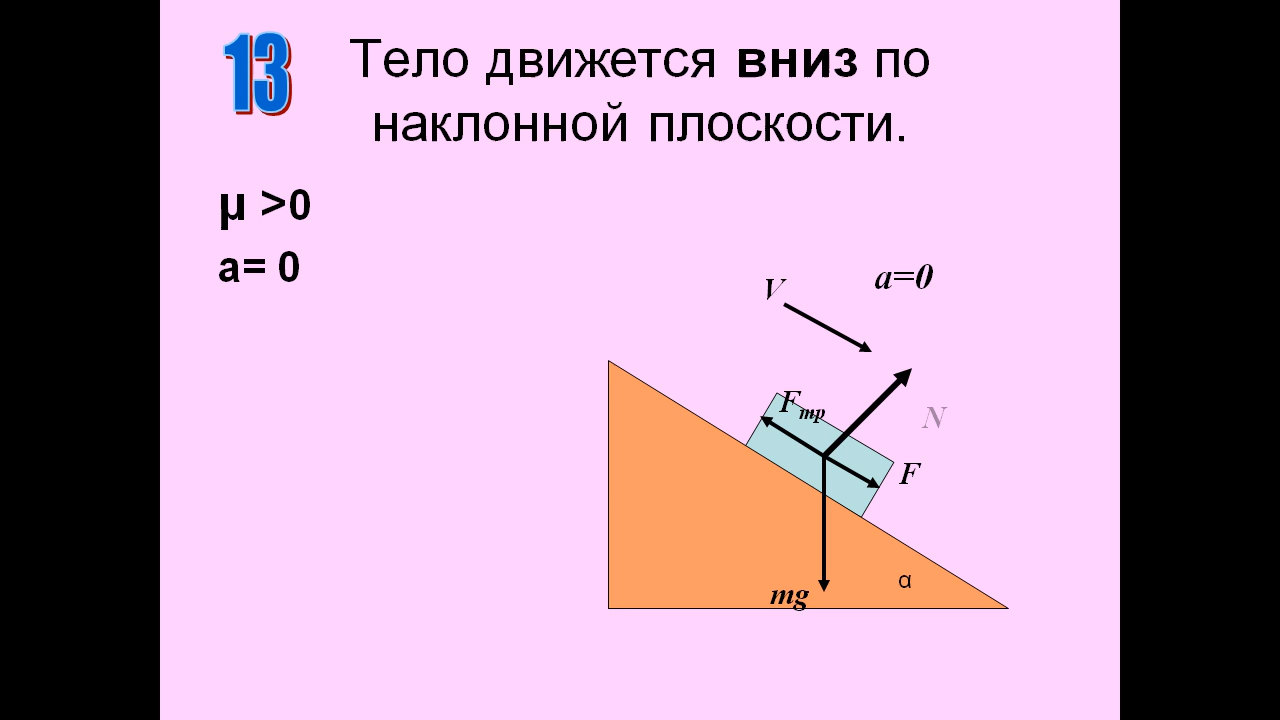 13
Тело движется вниз по
наклонной плоскости.
μ >0
a= 0
V
a=0
Fтр
N
F
mg
α